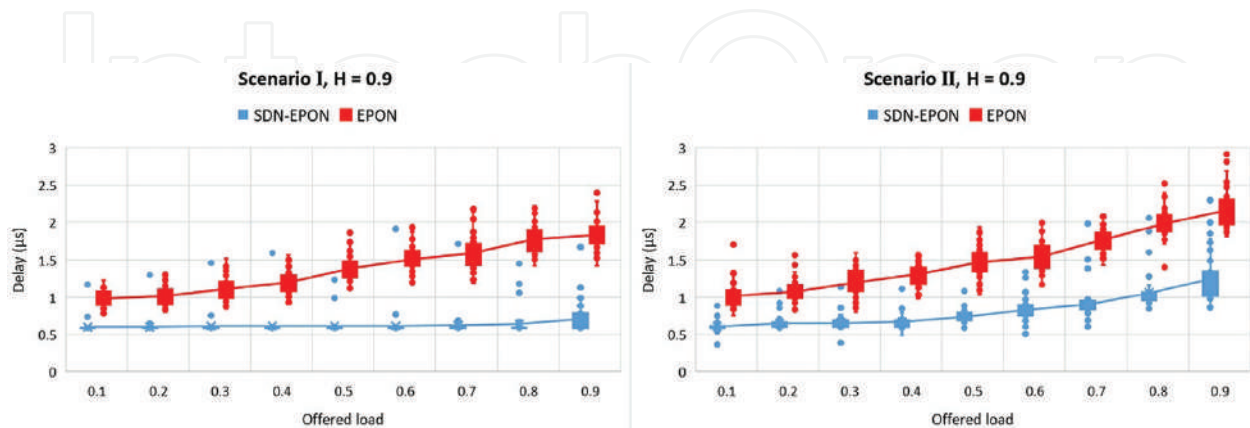 IntechOpen
Scenario I, H = 0.9
SDN-EPON EPON
Delay (µs)
3
2.5
2
1.5
1
0.5
0
0.1 0.2 0.3 0.4 0.5 0.6 0.7 0.8 0.9
Offered load
Scenario II, H = 0.9
SDN-EPON EPON
Delay (µs)
3
2.5
2
1.5
1
0.5
0
0.1 0.2 0.3 0.4 0.5 0.6 0.7 0.8 0.9
Offered load